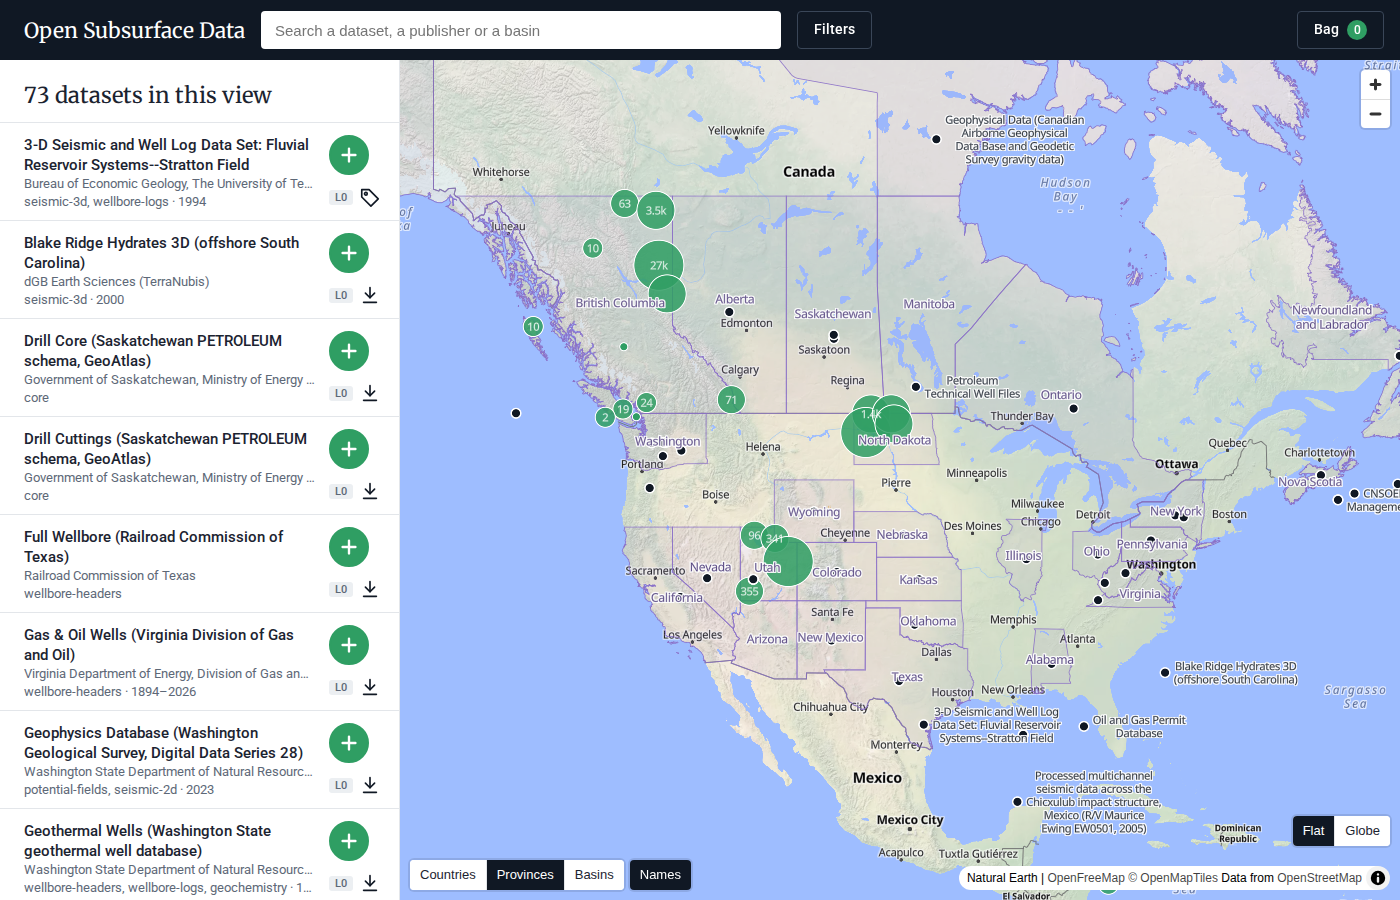 Open Subsurface Data
Search a dataset, a publisher or a basin
Filters
Bag 0
73 datasets in this view
3-D Seismic and Well Log Data Set: Fluvial
Reservoir Systems--Stratton Field
Bureau of Economic Geology, The University of Te...
seismic-3d, wellbore-logs · 1994
L0
Blake Ridge Hydrates 3D (offshore South
Carolina)
dGB Earth Sciences (TerraNubis)
seismic-3d · 2000
L0
Drill Core (Saskatchewan PETROLEUM
schema, GeoAtlas)
Government of Saskatchewan, Ministry of Energy ...
core
L0
Drill Cuttings (Saskatchewan PETROLEUM
schema, GeoAtlas)
Government of Saskatchewan, Ministry of Energy ...
core
L0
Full Wellbore (Railroad Commission of
Texas)
Railroad Commission of Texas
wellbore-headers
L0
Gas & Oil Wells (Virginia Division of Gas
and Oil)
Virginia Department of Energy, Division of Gas an...
wellbore-headers · 1894–2026
L0
Geophysics Database (Washington
Geological Survey, Digital Data Series 28)
Washington State Department of Natural Resourc...
potential-fields, seismic-2d · 2023
L0
Geothermal Wells (Washington State
geothermal well database)
Washington State Department of Natural Resourc...
wellbore-headers, wellbore-logs, geochemistry · 1...
L0
+
−
Geophysical Data (Canadian
Airborne Geophysical
Data Base and Geodetic
Survey gravity data)
Yellowknife
Whitehorse
Canada
Hudson
Bay
Juneau
63
3.5k
10
27k
British Columbia
Alberta
Edmonton
Saskatchewan
Saskatoon
Manitoba
Newfoundland
and Labrador
10
Calgary
Regina
Petroleum
Technical Well Files
Ontario
Thunder Bay
71
24
19
2
1.4k
North Dakota
Washington
Portland
Helena
Quebec
Charlottetown
Ottawa
Nova Scotia
CNSOE
Manageme
Boise
Pierre
Minneapolis
Milwaukee
Chicago
Detroit
New York
Boston
Wyoming
Cheyenne
Nebraska
Des Moines
96
341
Illinois
Ohio
Pennsylvania
Washington
Sacramento
Nevada
Utah
Colorado
Kansas
Virginia
California
355
Santa Fe
Oklahoma
Memphis
Los Angeles
Arizona
New Mexico
Dallas
Atlanta
Alabama
Texas
Houston
New Orleans
Blake Ridge Hydrates 3D
(offshore South Carolina)
Sargasso
Sea
Chihuahua City
3-D Seismic and Well Log
Data Set: Fluvial Reservoir
Systems--Stratton Field
Oil and Gas Permit
Database
Monterrey
Mexico
Processed multichannel
seismic data across the
Chicxulub impact structure,
Mexico (R/V Maurice
Ewing EW0501, 2005)
Mexico City
Dominican
Republic
Acapulco
Tuxtla Gutiérrez
El Salvador
Flat
Globe
Countries
Provinces
Basins
Names
Natural Earth | OpenFreeMap © OpenMapTiles Data from OpenStreetMap